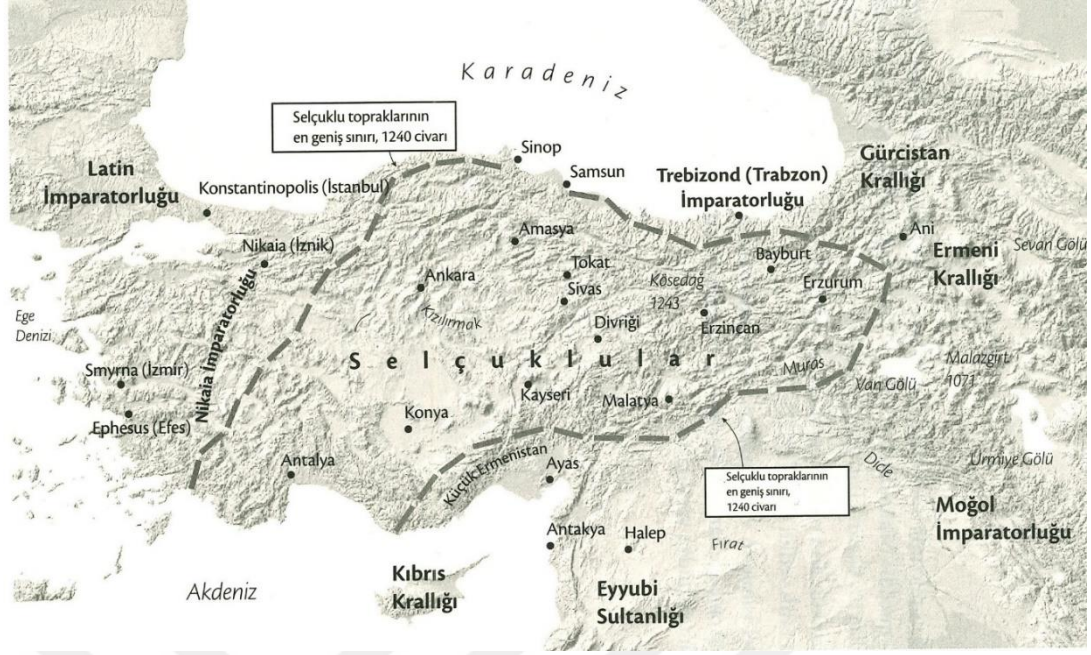 Karadeniz
Selçuklu topraklarının
en geniş sınırı, 1240 civarı
Latin
İmparatorluğu
Konstantinopolis (İstanbul)
Sinop
Samsun
Trebizond (Trabzon)
İmparatorluğu
Gürcistan
Krallığı
Ani
Ermeni
Krallığı
Sevan Gölü
Nikaia (İznik)
Amasya
Bayburt
Ankara
Tokat
Sivas
Kösedağ
1243
Erzurum
Ege
Denizi
Nikaia İmparatorluğu
Kızılırmak
Divriği
Erzincan
Selçuklular
Smyrna (İzmir)
Kayseri
Malatya
Muras
Van Gölü
Malazgirt
1071
Ephesus (Efes)
Konya
Antalya
Küçük Ermenistan
Ayas
Selçuklu topraklarının
en geniş sınırı,
1240 civarı
Dicle
Urmiye Gölü
Moğol
İmparatorluğu
Antakya
Halep
Fırat
Akdeniz
Kıbrıs
Krallığı
Eyyubi
Sultanlığı